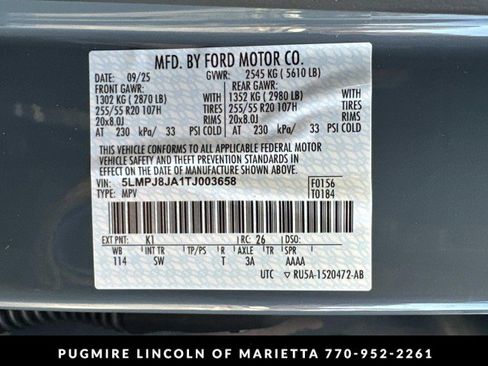 MFD. BY FORD MOTOR CO.
DATE: 09/25 GVWR: 2545 KG ( 5610 LB)
FRONT GAWR: REAR GAWR:
1302 KG ( 2870 LB) 1352 KG ( 2980 LB)
255/55 R20 107H TIRES 255/55 R20 107H TIRES
20x8.0J RIMS 20x8.0J RIMS
AT 230 kPa/ 33 PSI COLD AT 230 kPa/ 33 PSI COLD
THIS VEHICLE CONFORMS TO ALL APPLICABLE FEDERAL MOTOR
VEHICLE SAFETY AND THEFT PREVENTION STANDARDS IN
EFFECT ON THE DATE OF MANUFACTURE SHOWN ABOVE.
VIN: 5LMPJ8JA1TJ003658 F0156
TYPE: MPV T0184
EXT PNT: K1 RC: 26 DSO:
WB INT TR TP/PS R AXLE TR SPR
114 SW T 3A AAAA
UTC ▽ RU5A-1520472-AB
PUGMIRE LINCOLN OF MARIETTA 770-952-2261